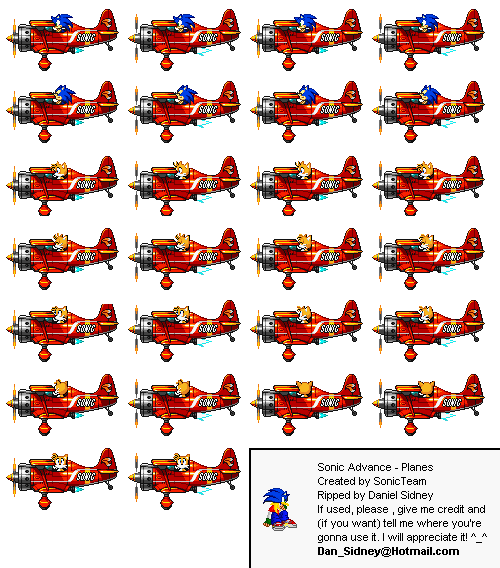 SONIC SONIC SONIC SONIC
SONIC SONIC SONIC SONIC
SONIC SONIC SONIC SONIC
SONIC SONIC SONIC SONIC
SONIC SONIC SONIC SONIC
SONIC SONIC SONIC SONIC
SONIC SONIC
Sonic Advance - Planes
Created by SonicTeam
Ripped by Daniel Sidney
If used, please , give me credit and
(if you want) tell me where you're
gonna use it. I will appreciate it! ^_^
Dan_Sidney@Hotmail.com